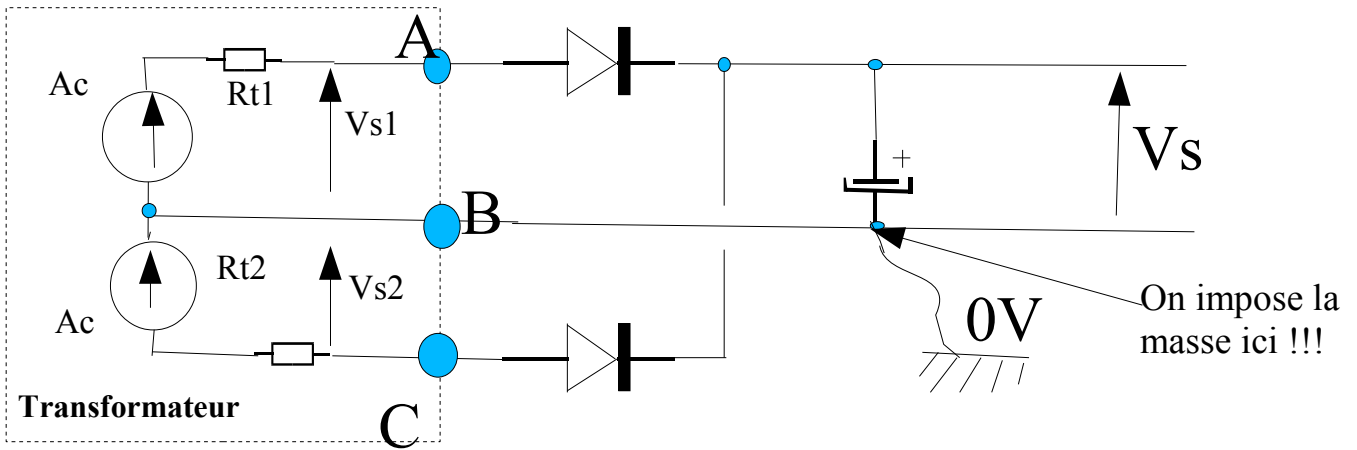 A
Ac
Rt1
Vs1
+
Vs
B
Rt2
Vs2
Ac
0V
On impose la
masse ici !!!
Transformateur
C